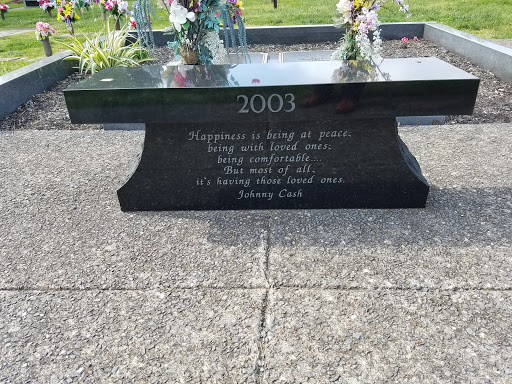 2003
Happiness is being at peace;
being with loved ones;
being comfortable....
But most of all,
it's having those loved ones.
Johnny Cash